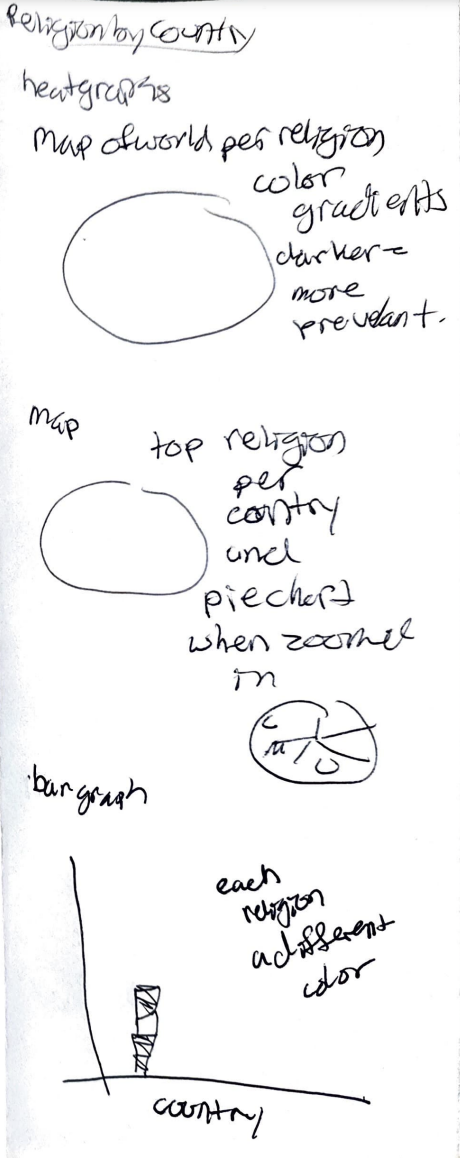 Religion by country
heatgraphs
Map of world per religion
color
gradients
darker =
more
prevelant.
Map
top religion
per
country
and
piechart
when zoomed
in
C
M
J
bar graph
each
religion
a different
color
country